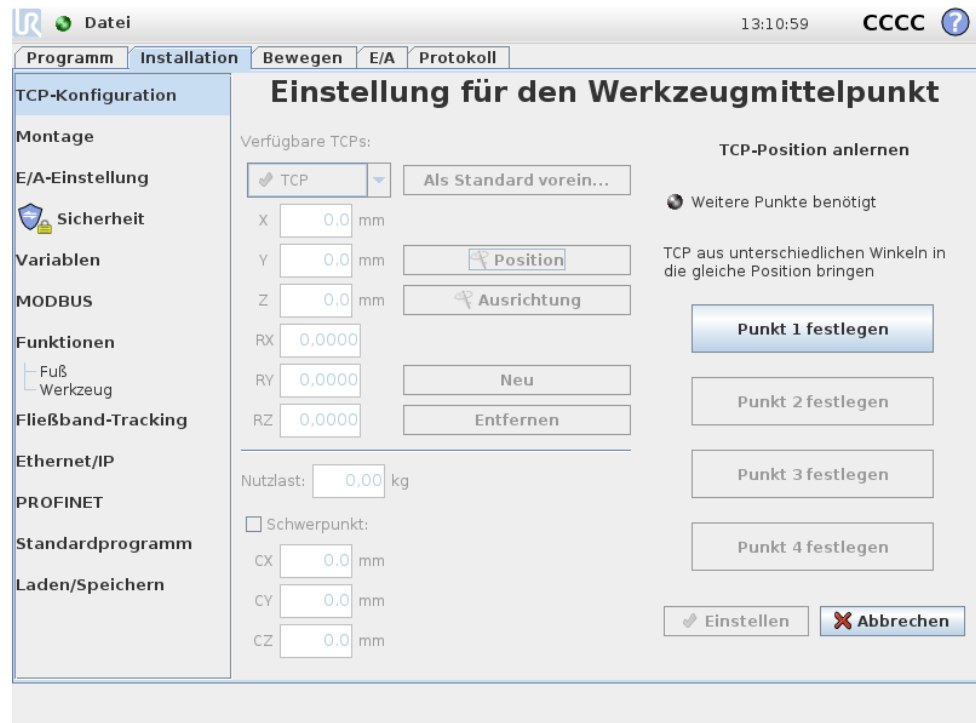 UR Datei 13:10:59 CCCC ?
Programm Installation Bewegen E/A Protokoll
TCP-Konfiguration
Montage
E/A-Einstellung
Sicherheit
Variablen
MODBUS
Funktionen
Fuß
Werkzeug
Fließband-Tracking
Ethernet/IP
PROFINET
Standardprogramm
Laden/Speichern
Einstellung für den Werkzeugmittelpunkt
Verfügbare TCPs:
TCP Als Standard vorein...
X 0.0 mm
Y 0.0 mm Position
Z 0.0 mm Ausrichtung
RX 0,0000
RY 0,0000 Neu
RZ 0,0000 Entfernen
Nutzlast: 0,00 kg
Schwerpunkt:
CX 0.0 mm
CY 0.0 mm
CZ 0.0 mm
TCP-Position anlernen
Weitere Punkte benötigt
TCP aus unterschiedlichen Winkeln in
die gleiche Position bringen
Punkt 1 festlegen
Punkt 2 festlegen
Punkt 3 festlegen
Punkt 4 festlegen
Einstellen Abbrechen